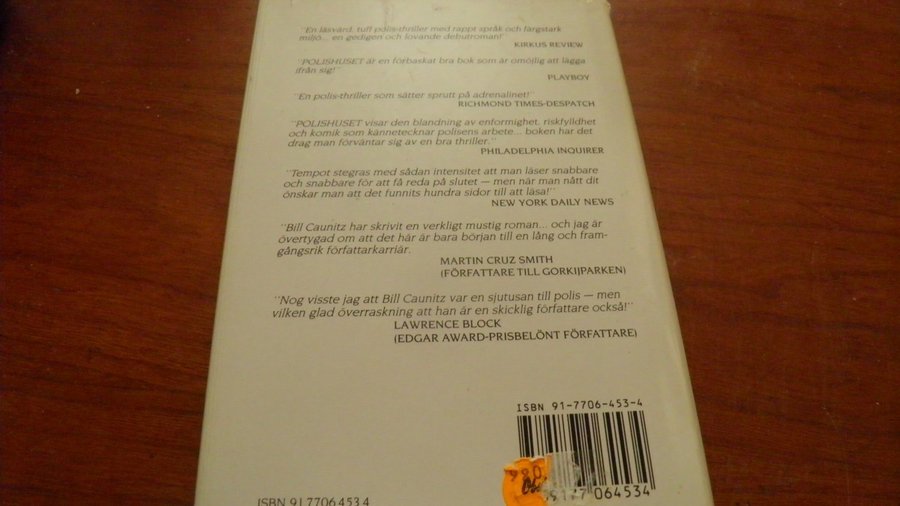 "En läsvärd, tuff polis-thriller med rappt språk och färgstark
miljö... en gedigen och lovande debutroman!"
KIRKUS REVIEW
"POLISHUSET är en förbaskat bra bok som är omöjlig att lägga
ifrån sig!"
PLAYBOY
"En polis-thriller som sätter sprutt på adrenalinet!"
RICHMOND TIMES-DESPATCH
"POLISHUSET visar den blandning av enformighet, riskfylldhet
och komik som kännetecknar polisens arbete... boken har det
drag man förväntar sig av en bra thriller."
PHILADELPHIA INQUIRER
"Tempot stegras med sådan intensitet att man läser snabbare
och snabbare för att få reda på slutet — men när man nått dit
önskar man att det funnits hundra sidor till att läsa!"
NEW YORK DAILY NEWS
"Bill Caunitz har skrivit en verkligt mustig roman... och jag är
övertygad om att det här är bara början till en lång och fram-
gångsrik författarkarriär.
MARTIN CRUZ SMITH
(FÖRFATTARE TILL GORKIJPARKEN)
"Nog visste jag att Bill Caunitz var en sjutusan till polis — men
vilken glad överraskning att han är en skicklig författare också!"
LAWRENCE BLOCK
(EDGAR AWARD-PRISBELÖNT FÖRFATTARE)
ISBN 91-7706-453-4
064534
ISBN 91 7706 453 4